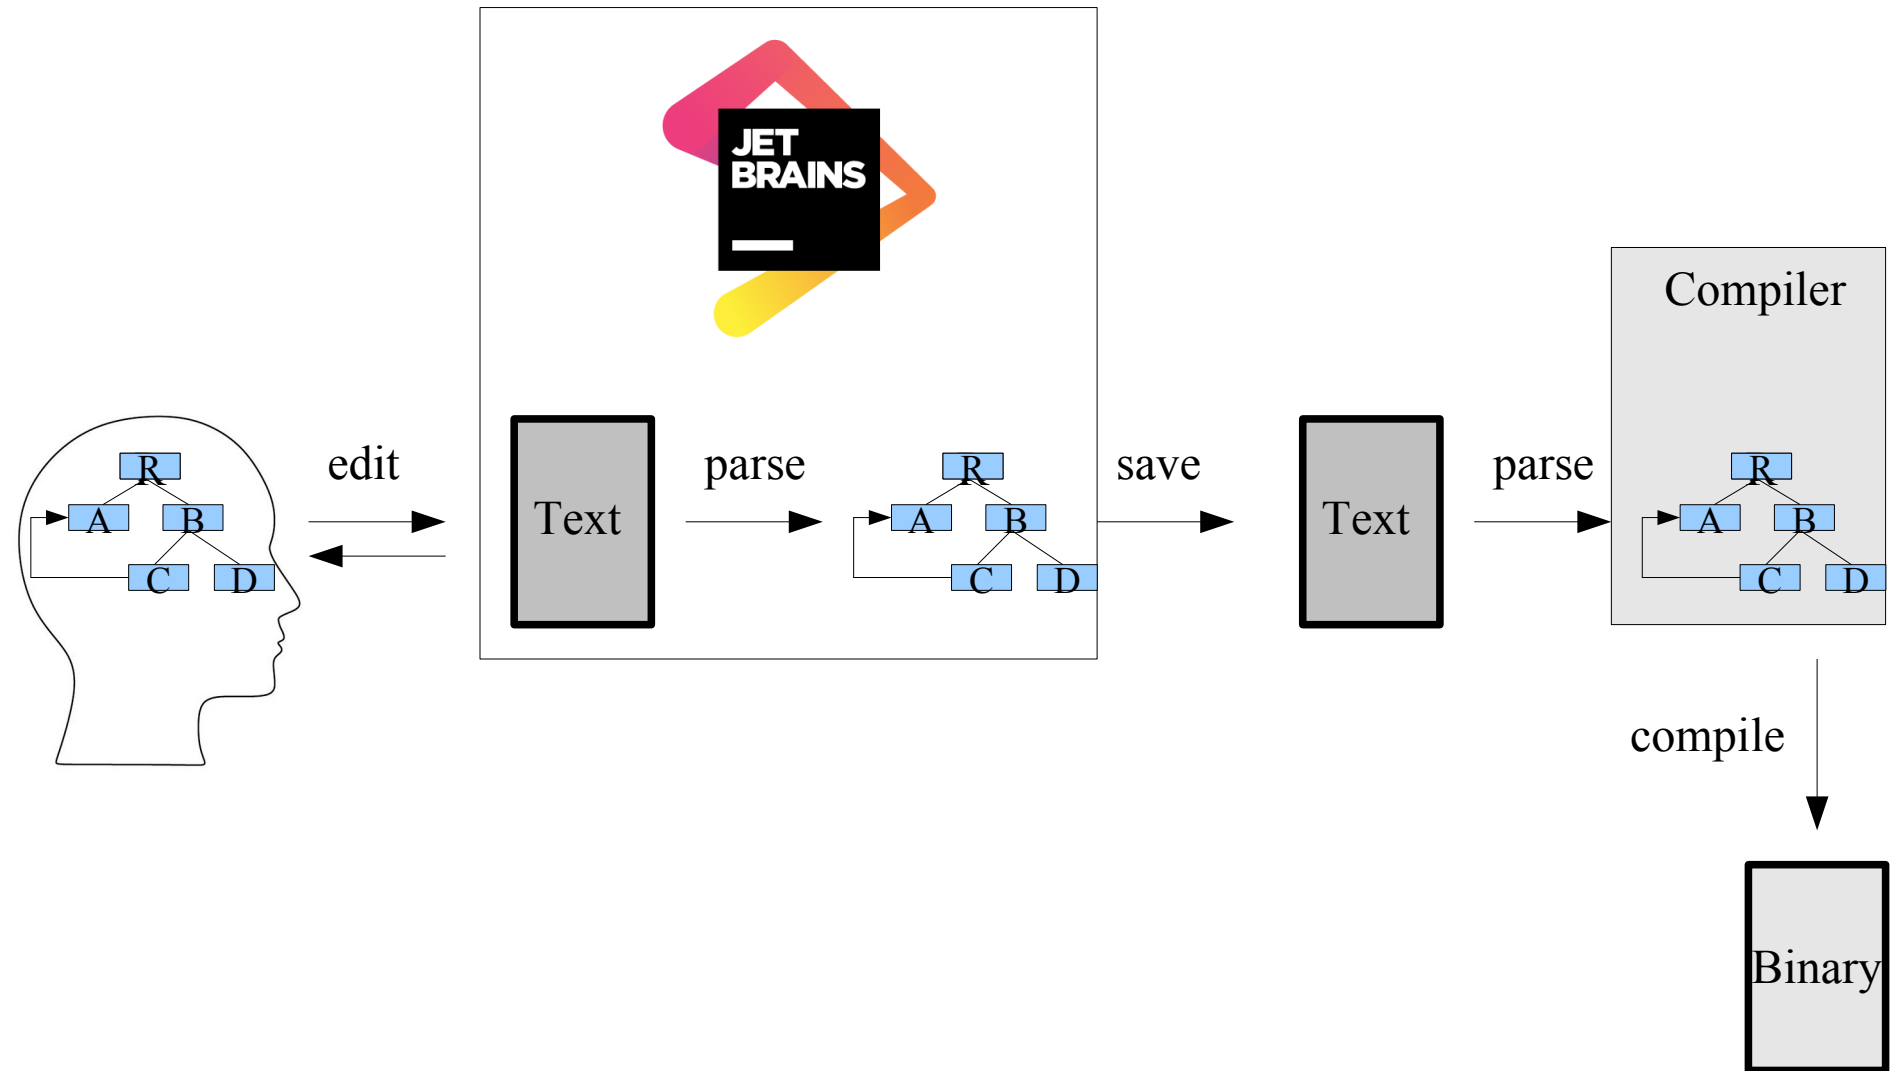 JET
BRAINS
Compiler
edit
parse
save
parse
R
A
B
C
D
Text
R
A
B
C
D
Text
R
A
B
C
D
compile
Binary